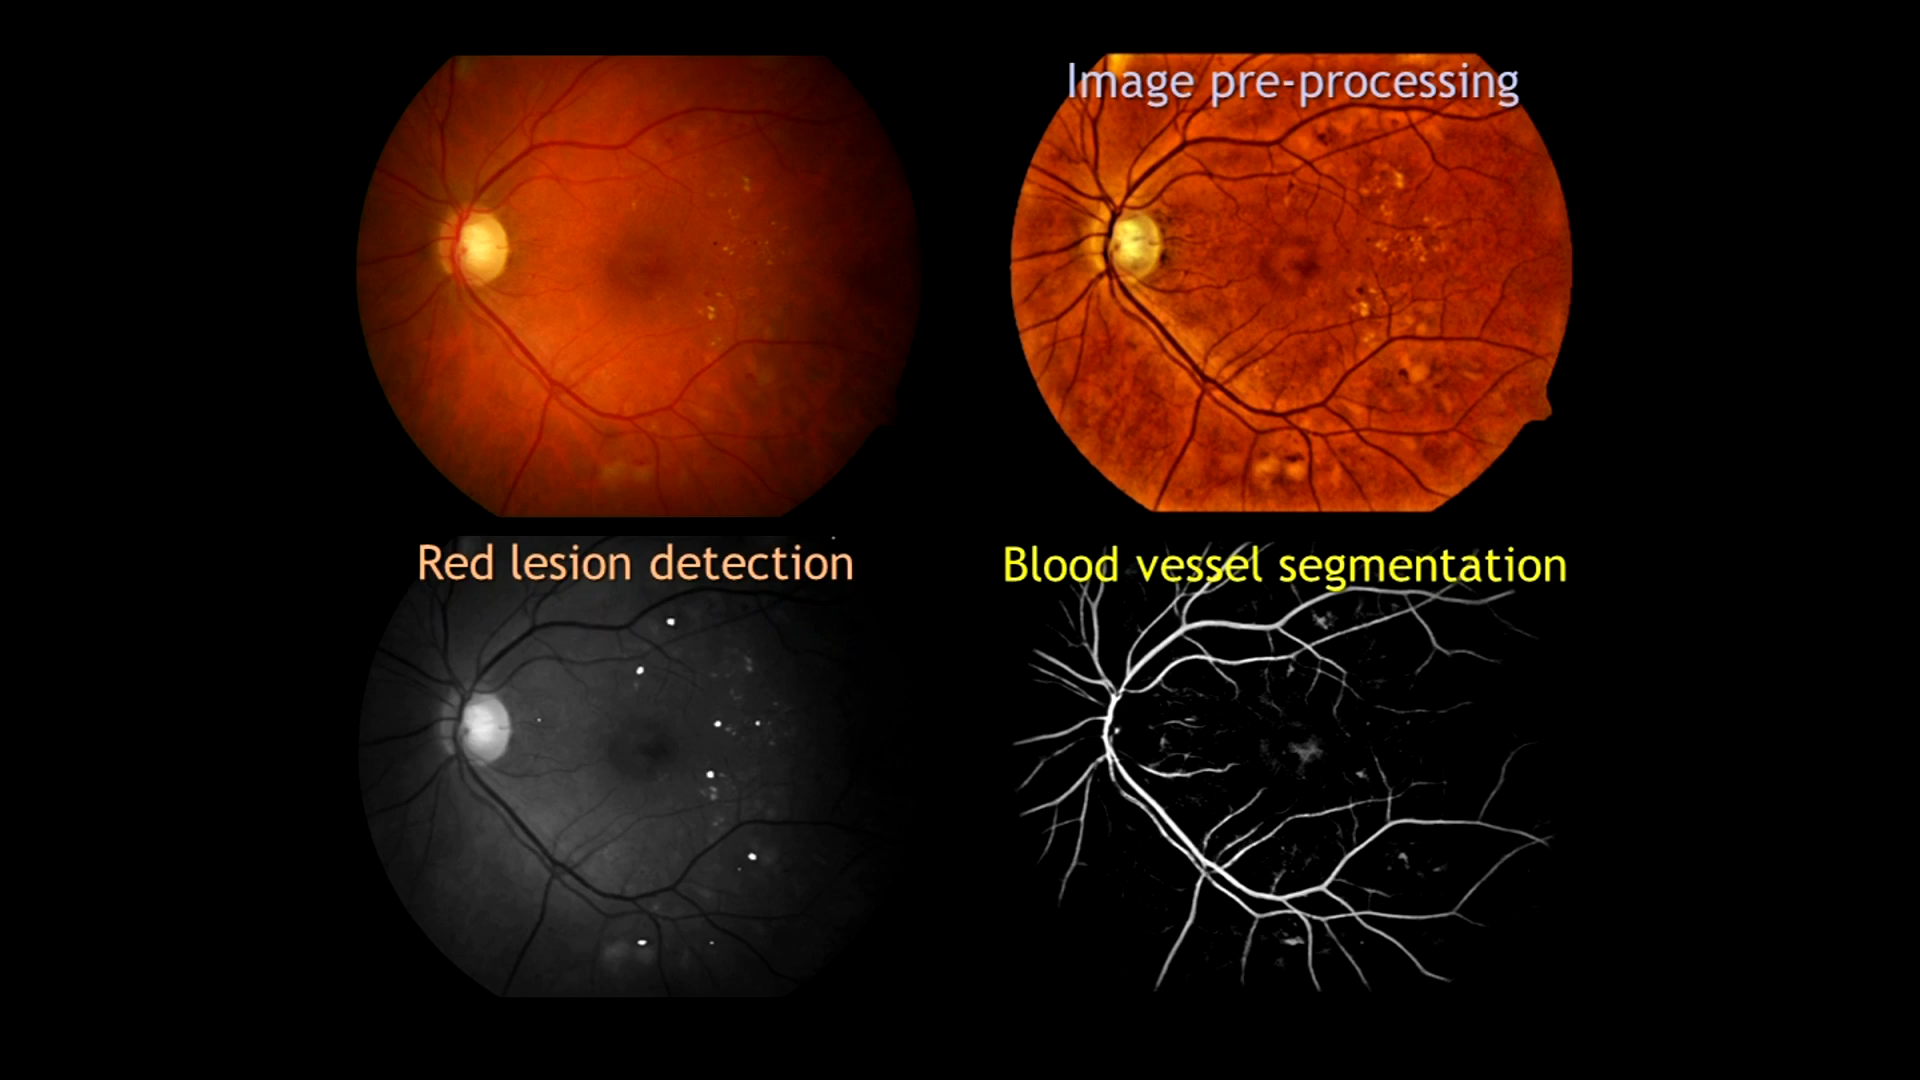 Image pre-processing
Red lesion detection
Blood vessel segmentation